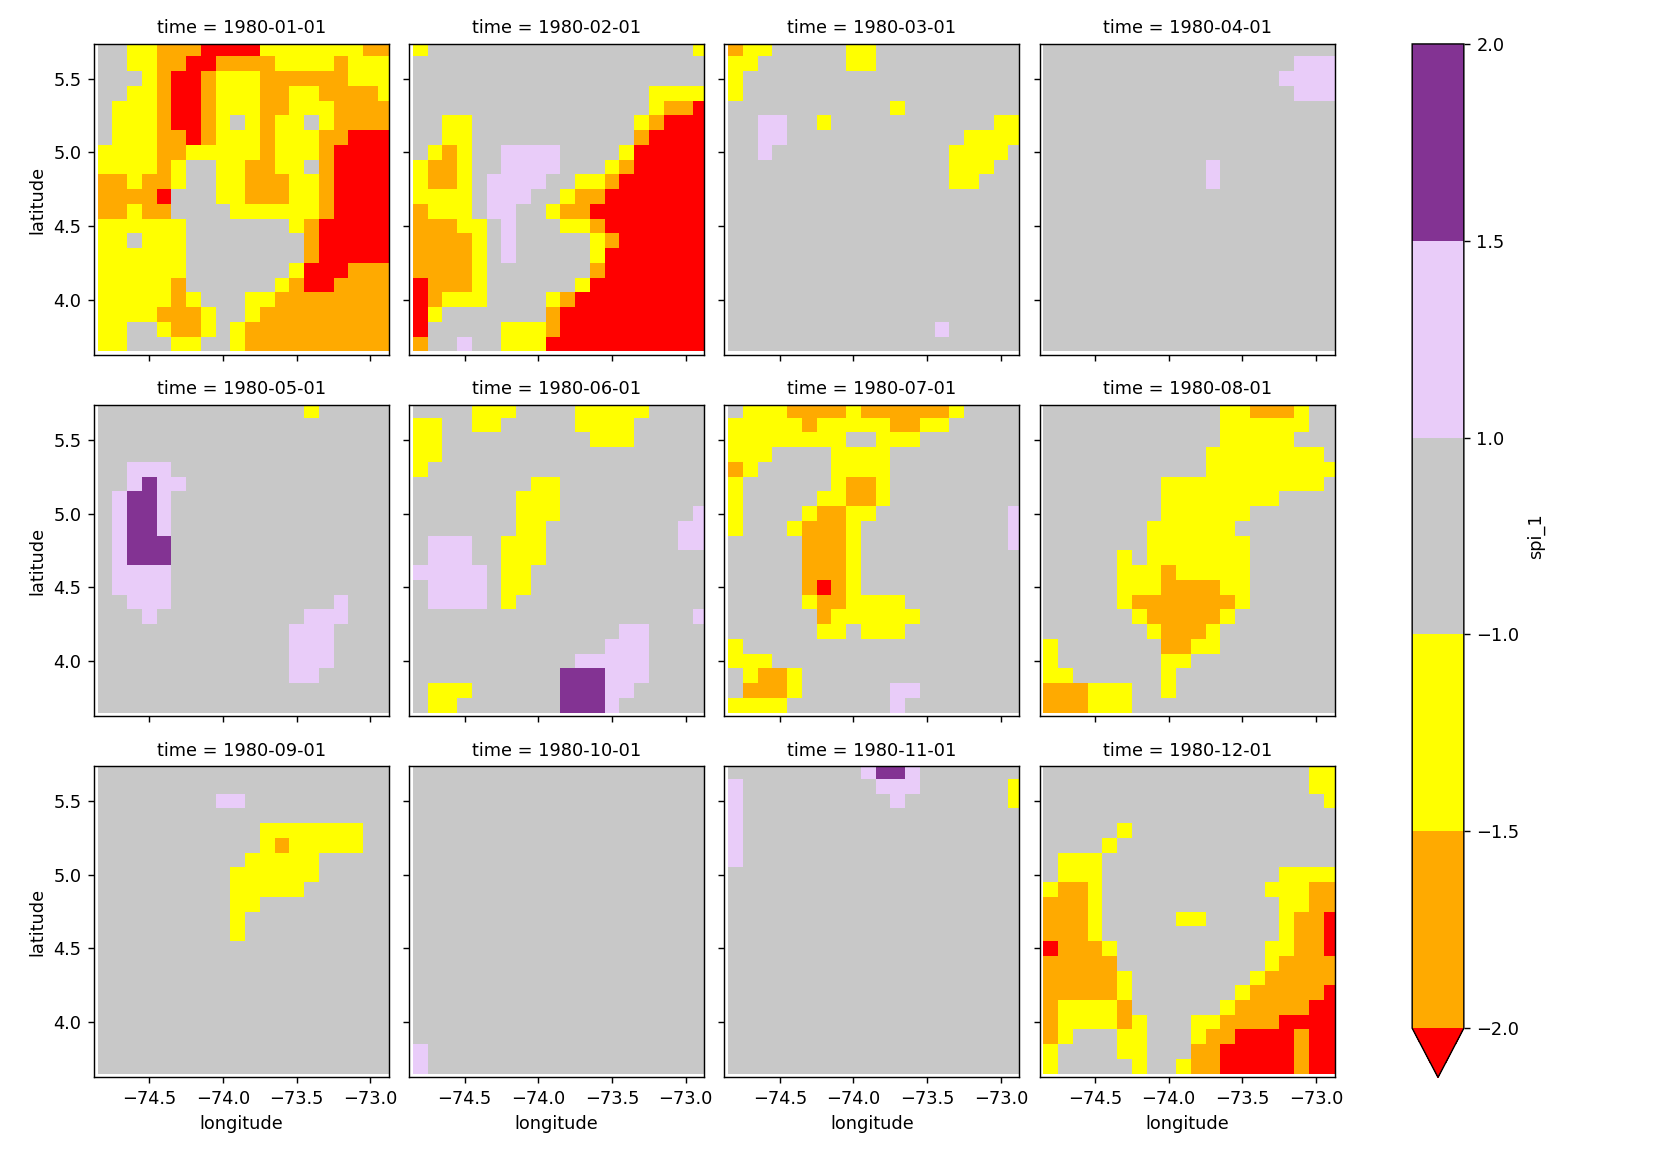 time = 1980-01-01
time = 1980-02-01
time = 1980-03-01
time = 1980-04-01
latitude
5.5
5.0
4.5
4.0
time = 1980-05-01
time = 1980-06-01
time = 1980-07-01
time = 1980-08-01
latitude
5.5
5.0
4.5
4.0
time = 1980-09-01
time = 1980-10-01
time = 1980-11-01
time = 1980-12-01
latitude
5.5
5.0
4.5
4.0
−74.5 −74.0 −73.5 −73.0
longitude
−74.5 −74.0 −73.5 −73.0
longitude
−74.5 −74.0 −73.5 −73.0
longitude
−74.5 −74.0 −73.5 −73.0
longitude
2.0
1.5
1.0
−1.0
−1.5
−2.0
spi_1